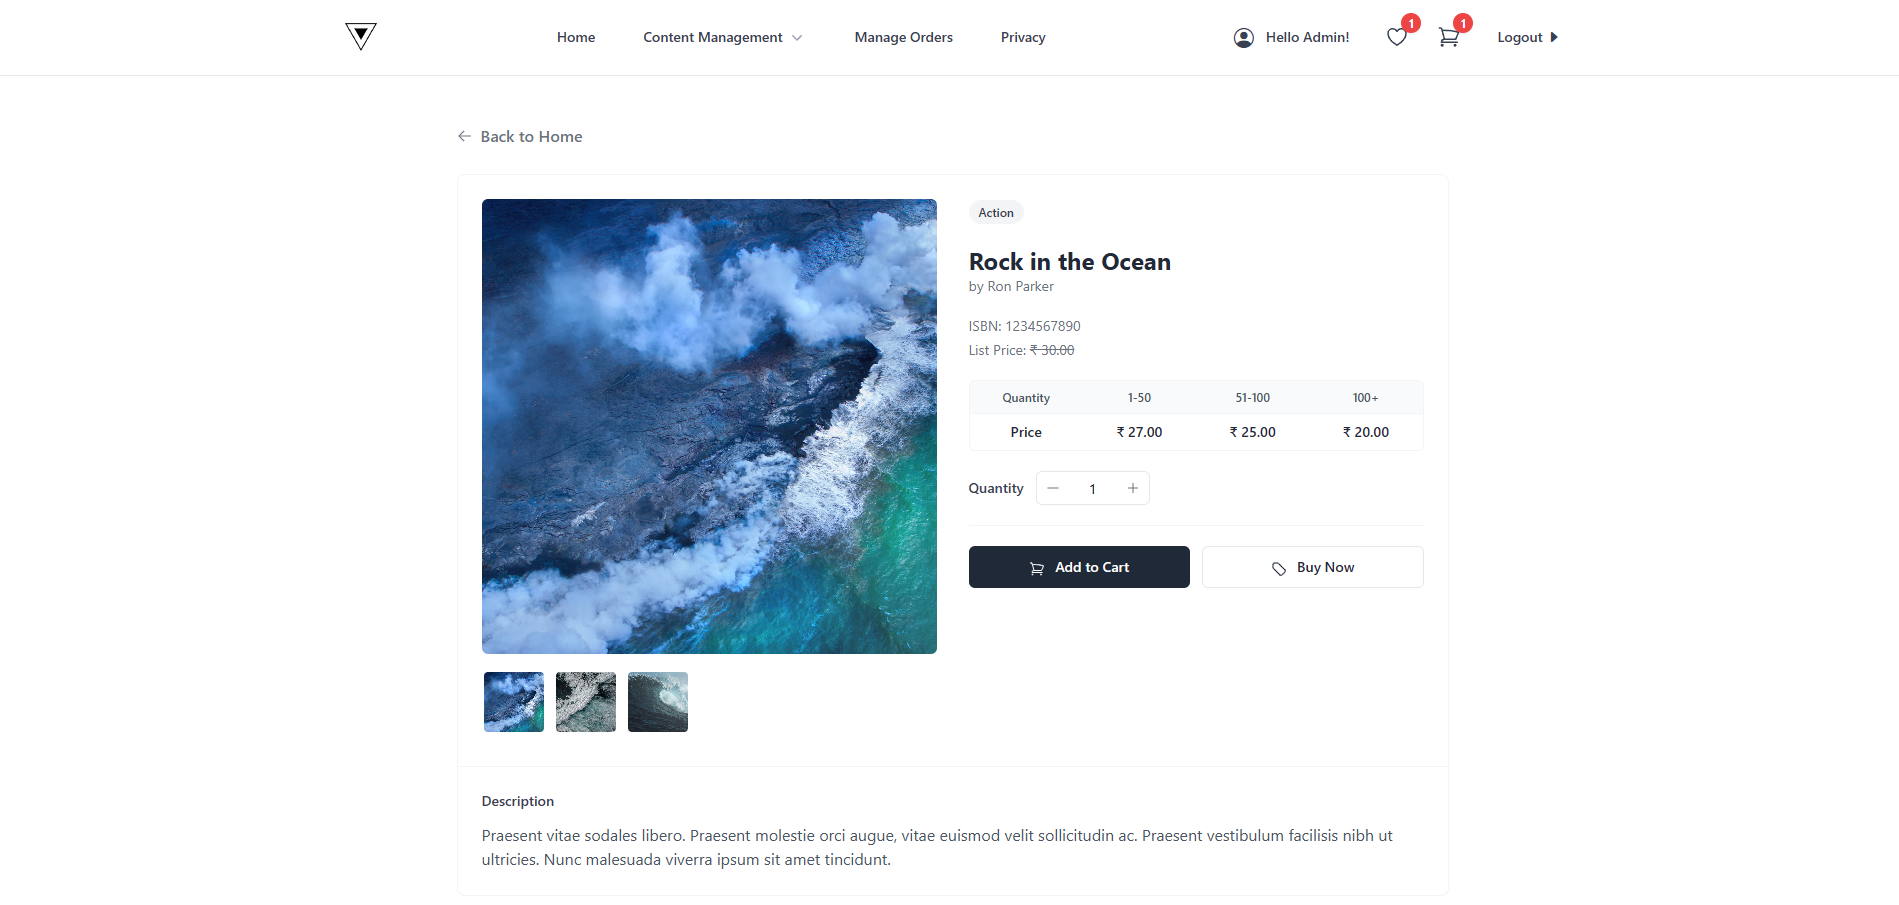 Home Content Management Manage Orders Privacy Hello Admin! 1 1 Logout
Back to Home
Action
Rock in the Ocean
by Ron Parker
ISBN: 1234567890
List Price: ₹ 30.00
Quantity 1-50 51-100 100+
Price ₹ 27.00 ₹ 25.00 ₹ 20.00
Quantity 1
Add to Cart Buy Now
Description
Praesent vitae sodales libero. Praesent molestie orci augue, vitae euismod velit sollicitudin ac. Praesent vestibulum facilisis nibh ut
ultricies. Nunc malesuada viverra ipsum sit amet tincidunt.